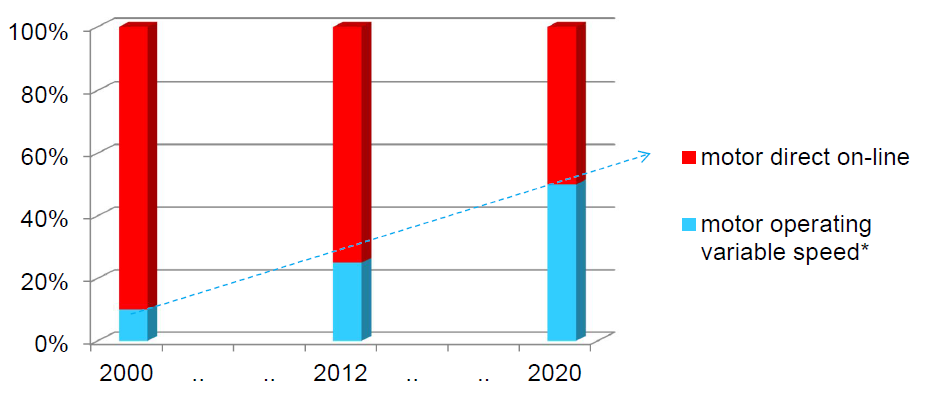 100%
80%
60%
40%
20%
0%
2000 .. .. 2012 .. .. 2020
motor direct on-line
motor operating
variable speed*